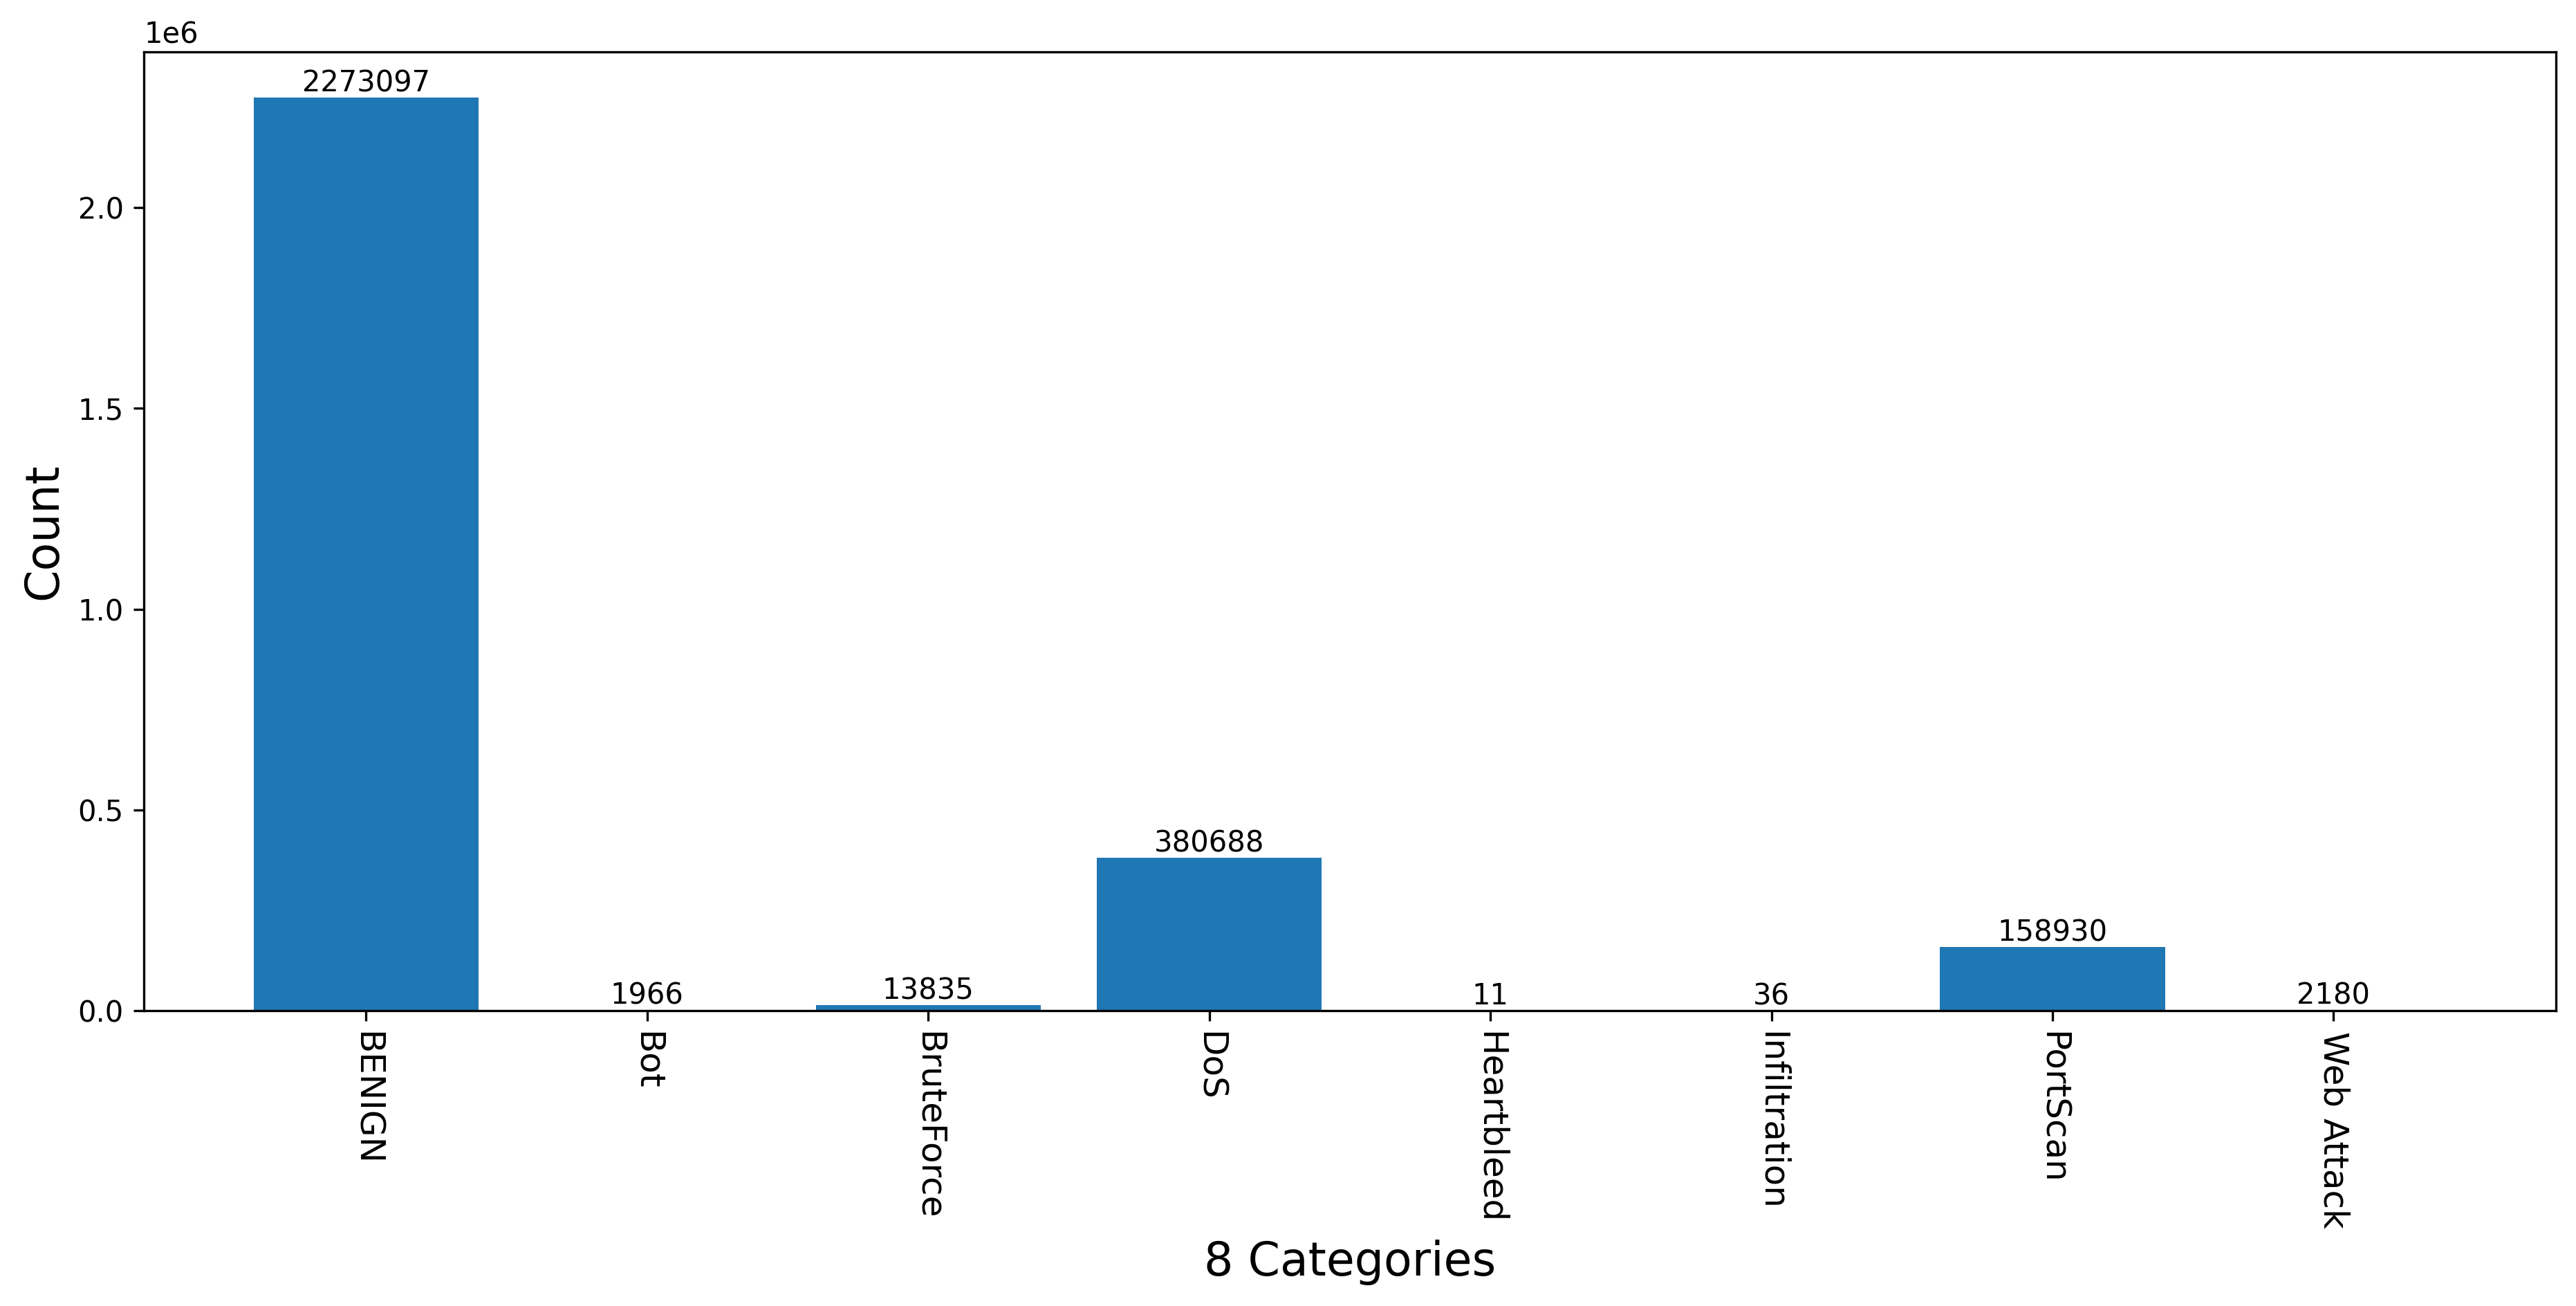 1e6
2273097
2.0
1.5
Count
1.0
0.5
380688
158930
1966
13835
11
36
2180
0.0
BENIGN
Bot
BruteForce
DoS
Heartbleed
Infiltration
PortScan
Web Attack
8 Categories